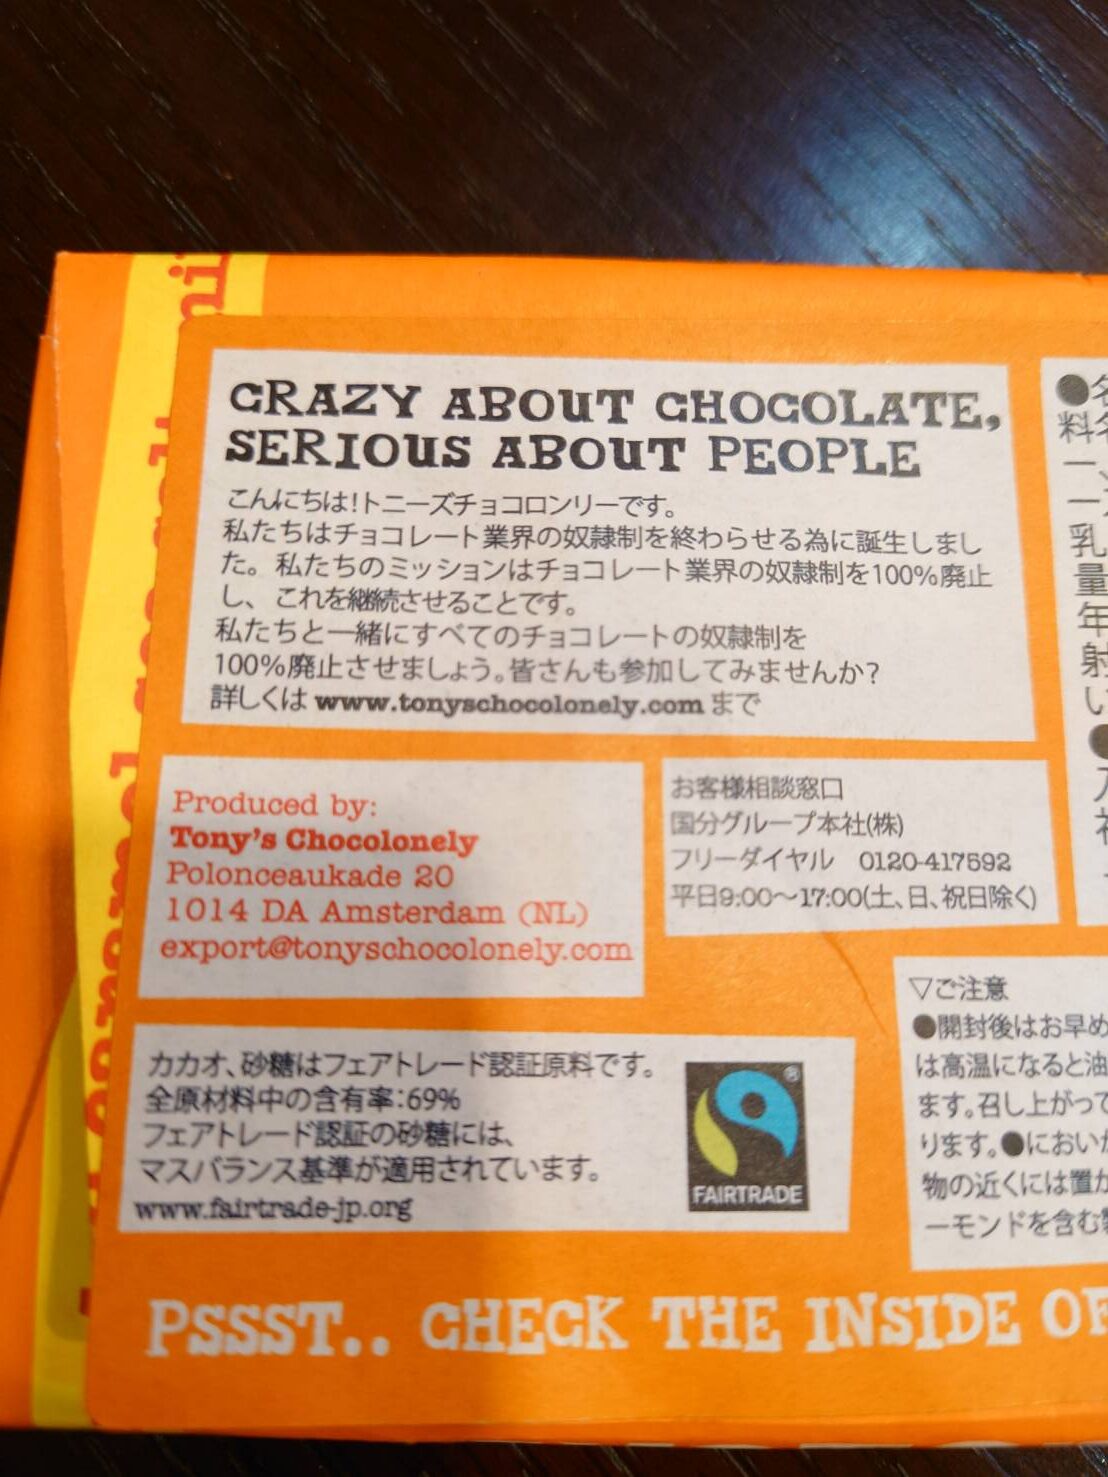 CRAZY ABOUT CHOCOLATE,
SERIOUS ABOUT PEOPLE
こんにちは!トニーズチョコロンリーです。
私たちはチョコレート業界の奴隷制を終わらせる為に誕生しまし
た。私たちのミッションはチョコレート業界の奴隷制を100%廃止
し、これを継続させることです。
私たちと一緒にすべてのチョコレートの奴隷制を
100%廃止させましょう。皆さんも参加してみませんか?
詳しくは www.tonyschocolonely.com まで
Produced by:
Tony's Chocolonely
Polonceaukade 20
1014 DA Amsterdam (NL)
export@tonyschocolonely.com
お客様相談窓口
国分グループ本社(株)
フリーダイヤル 0120-417592
平日9:00〜17:00(土、日、祝日除く)
カカオ、砂糖はフェアトレード認証原料です。
全原材料中の含有率:69%
フェアトレード認証の砂糖には、
マスバランス基準が適用されています。
www.fairtrade-jp.org
FAIRTRADE
●名
料名
乳
量
年
射
い
▽ご注意
●開封後はお早め
は高温になると油
ます。召し上がって
ります。●においが
物の近くには置か
ーモンドを含む製
PSSST.. CHECK THE INSIDE OF